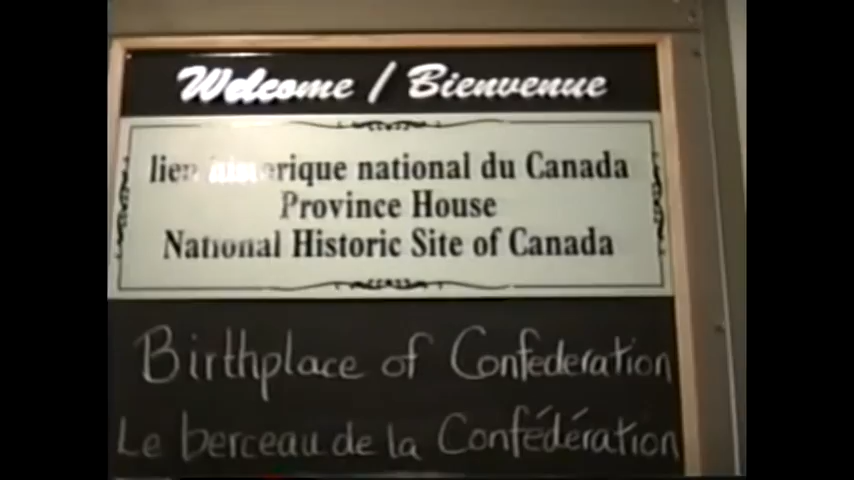 Welcome / Bienvenue
lieu historique national du Canada
Province House
National Historic Site of Canada
Birthplace of Confederation
Le berceau de la Confédération